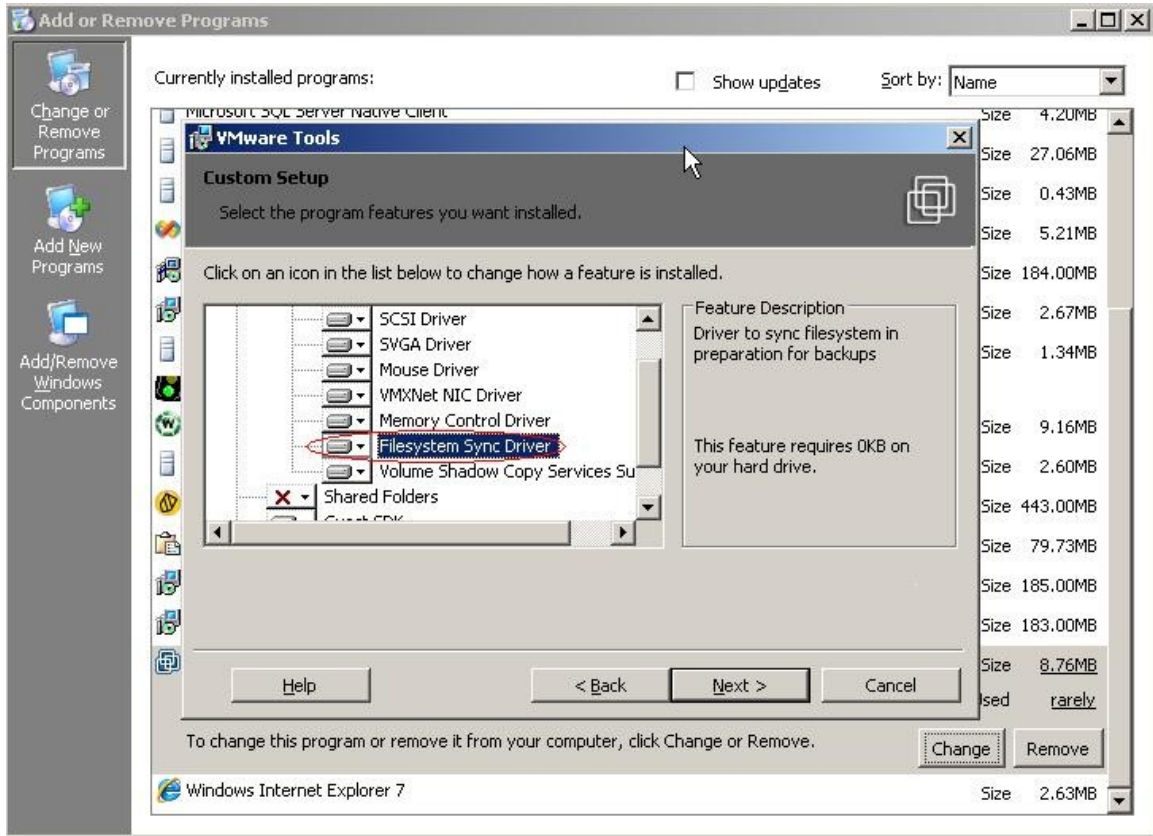 Add or Remove Programs
Change or
Remove
Programs
Add New
Programs
Add/Remove
Windows
Components
Currently installed programs:
Show updates
Sort by: Name
Microsoft SQL Server Native Client
Size 4.20MB
Size 27.06MB
Size 0.43MB
Size 5.21MB
Size 184.00MB
Size 2.67MB
Size 1.34MB
Size 9.16MB
Size 2.60MB
Size 443.00MB
Size 79.73MB
Size 185.00MB
Size 183.00MB
Size 8.76MB
Used rarely
VMware Tools
Custom Setup
Select the program features you want installed.
Click on an icon in the list below to change how a feature is installed.
SCSI Driver
SVGA Driver
Mouse Driver
VMXNet NIC Driver
Memory Control Driver
Filesystem Sync Driver
Volume Shadow Copy Services Su
Shared Folders
Guest SDK
Feature Description
Driver to sync filesystem in
preparation for backups
This feature requires 0KB on
your hard drive.
Help
< Back
Next >
Cancel
To change this program or remove it from your computer, click Change or Remove.
Change
Remove
Windows Internet Explorer 7
Size 2.63MB